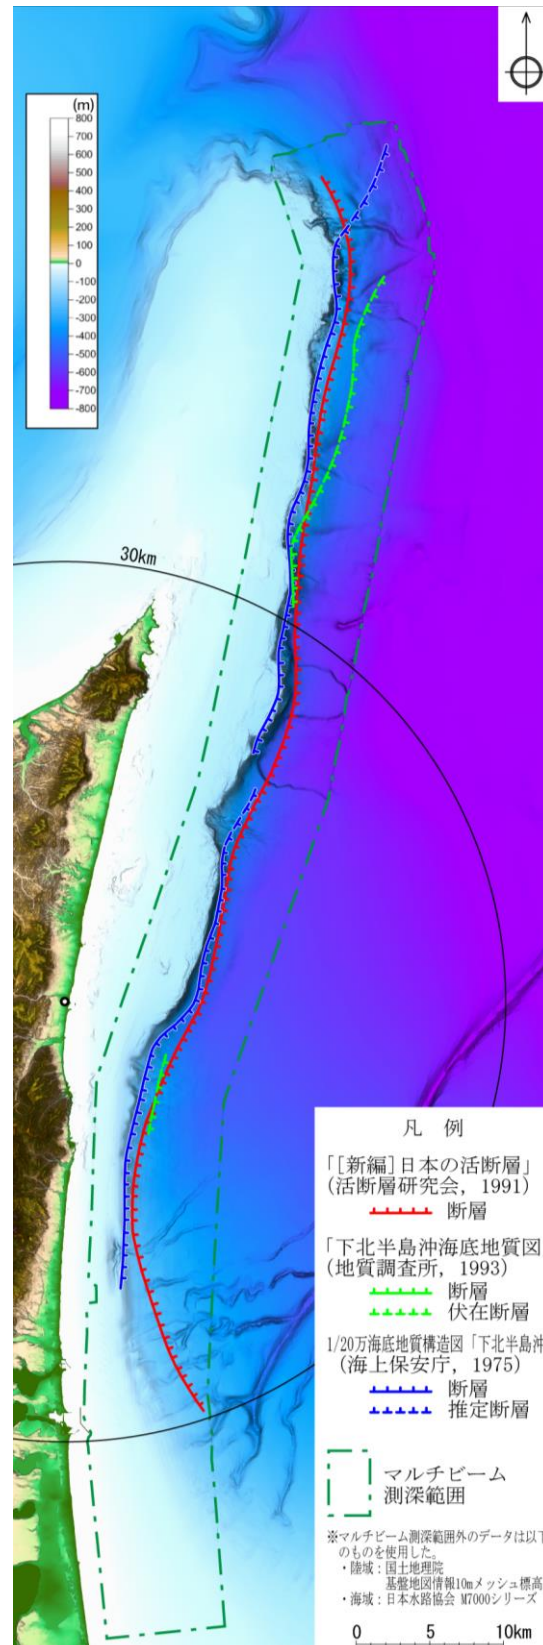 (m)
800
700
600
500
400
300
200
100
0
-100
-200
-300
-400
-500
-600
-700
-800
30km
凡 例
「[新編]日本の活断層」
(活断層研究会, 1991)
断層
「下北半島沖海底地質図
(地質調査所, 1993)
断層
伏在断層
1/20万海底地質構造図「下北半島沖
(海上保安庁, 1975)
断層
推定断層
マルチビーム
測深範囲
※マルチビーム測深範囲外のデータは以下
のものを使用した。
・陸域：国土地理院
基盤地図情報10mメッシュ標高
・海域：日本水路協会 M7000シリーズ
0 5 10km